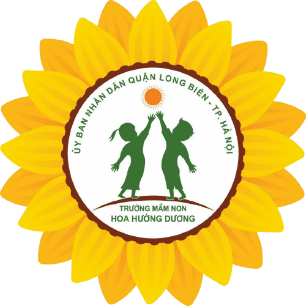 ỦY BAN NHÂN DÂN QUẬN LONG BIÊN - TP. HÀ NỘI
TRƯỜNG MẦM NON
HOA HƯỚNG DƯƠNG